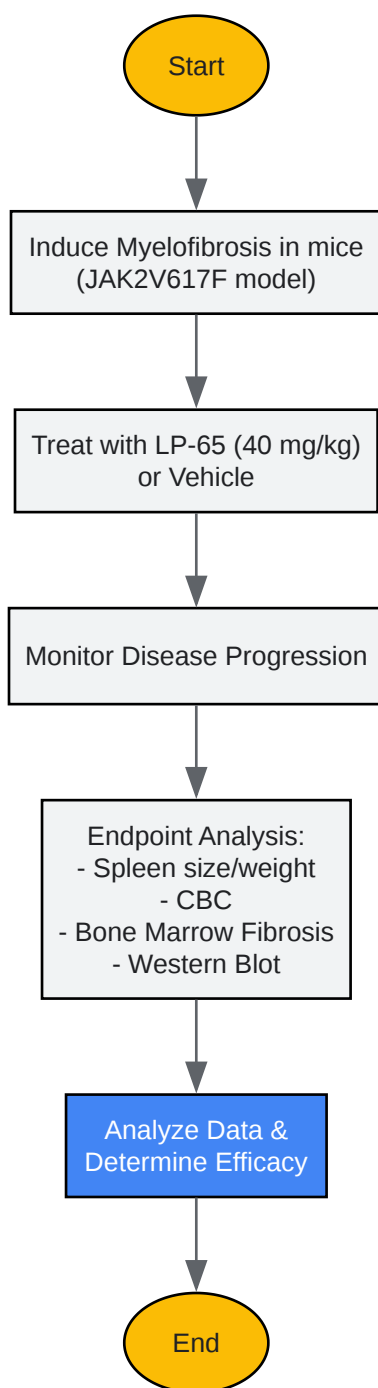 Start
Induce Myelofibrosis in mice
(JAK2V617F model)
Treat with LP-65 (40 mg/kg)
or Vehicle
Monitor Disease Progression
Endpoint Analysis:
- Spleen size/weight
- CBC
- Bone Marrow Fibrosis
- Western Blot
Analyze Data &
Determine Efficacy
End